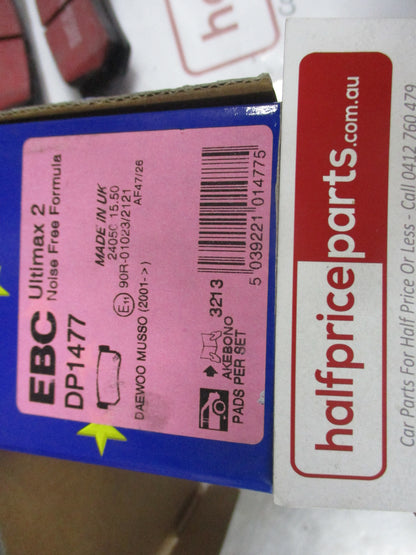 EBC Ultimax 2
Noise Free Formula
DP1477
MADE IN UK
24050 15.50
90R-01023/2121
AF47/26
E11
DAEWOO MUSSO (2001->)
3213
AKEBONO
PADS PER SET
5 039221 014775
halfpriceparts.com.au
Car Parts For Half Price Or Less - Call 0412 760 479
ha